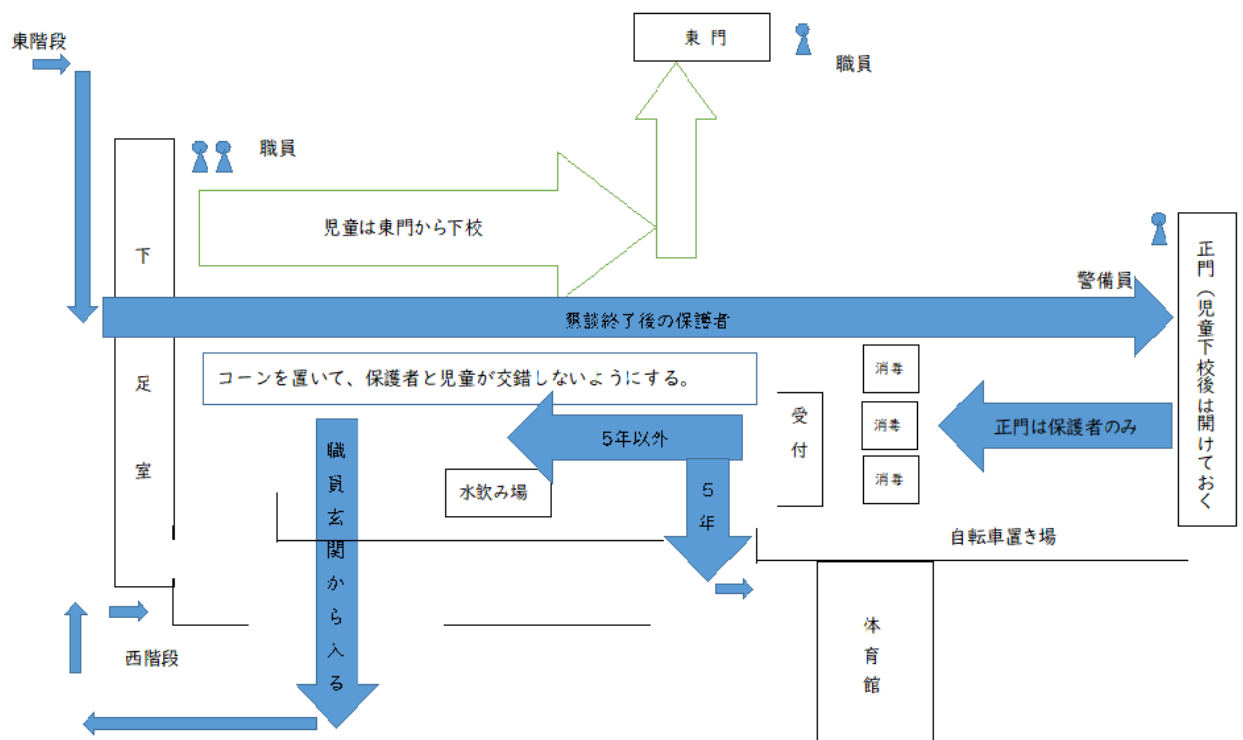 東階段
東 門
職員
職員
児童は東門から下校
下足室
警備員
正門（児童下校後は開けておく
懇談終了後の保護者
コーンを置いて、保護者と児童が交錯しないようにする。
消毒
消毒
消毒
受付
正門は保護者のみ
5年以外
5年
水飲み場
職員玄関から入る
自転車置き場
体育館
西階段